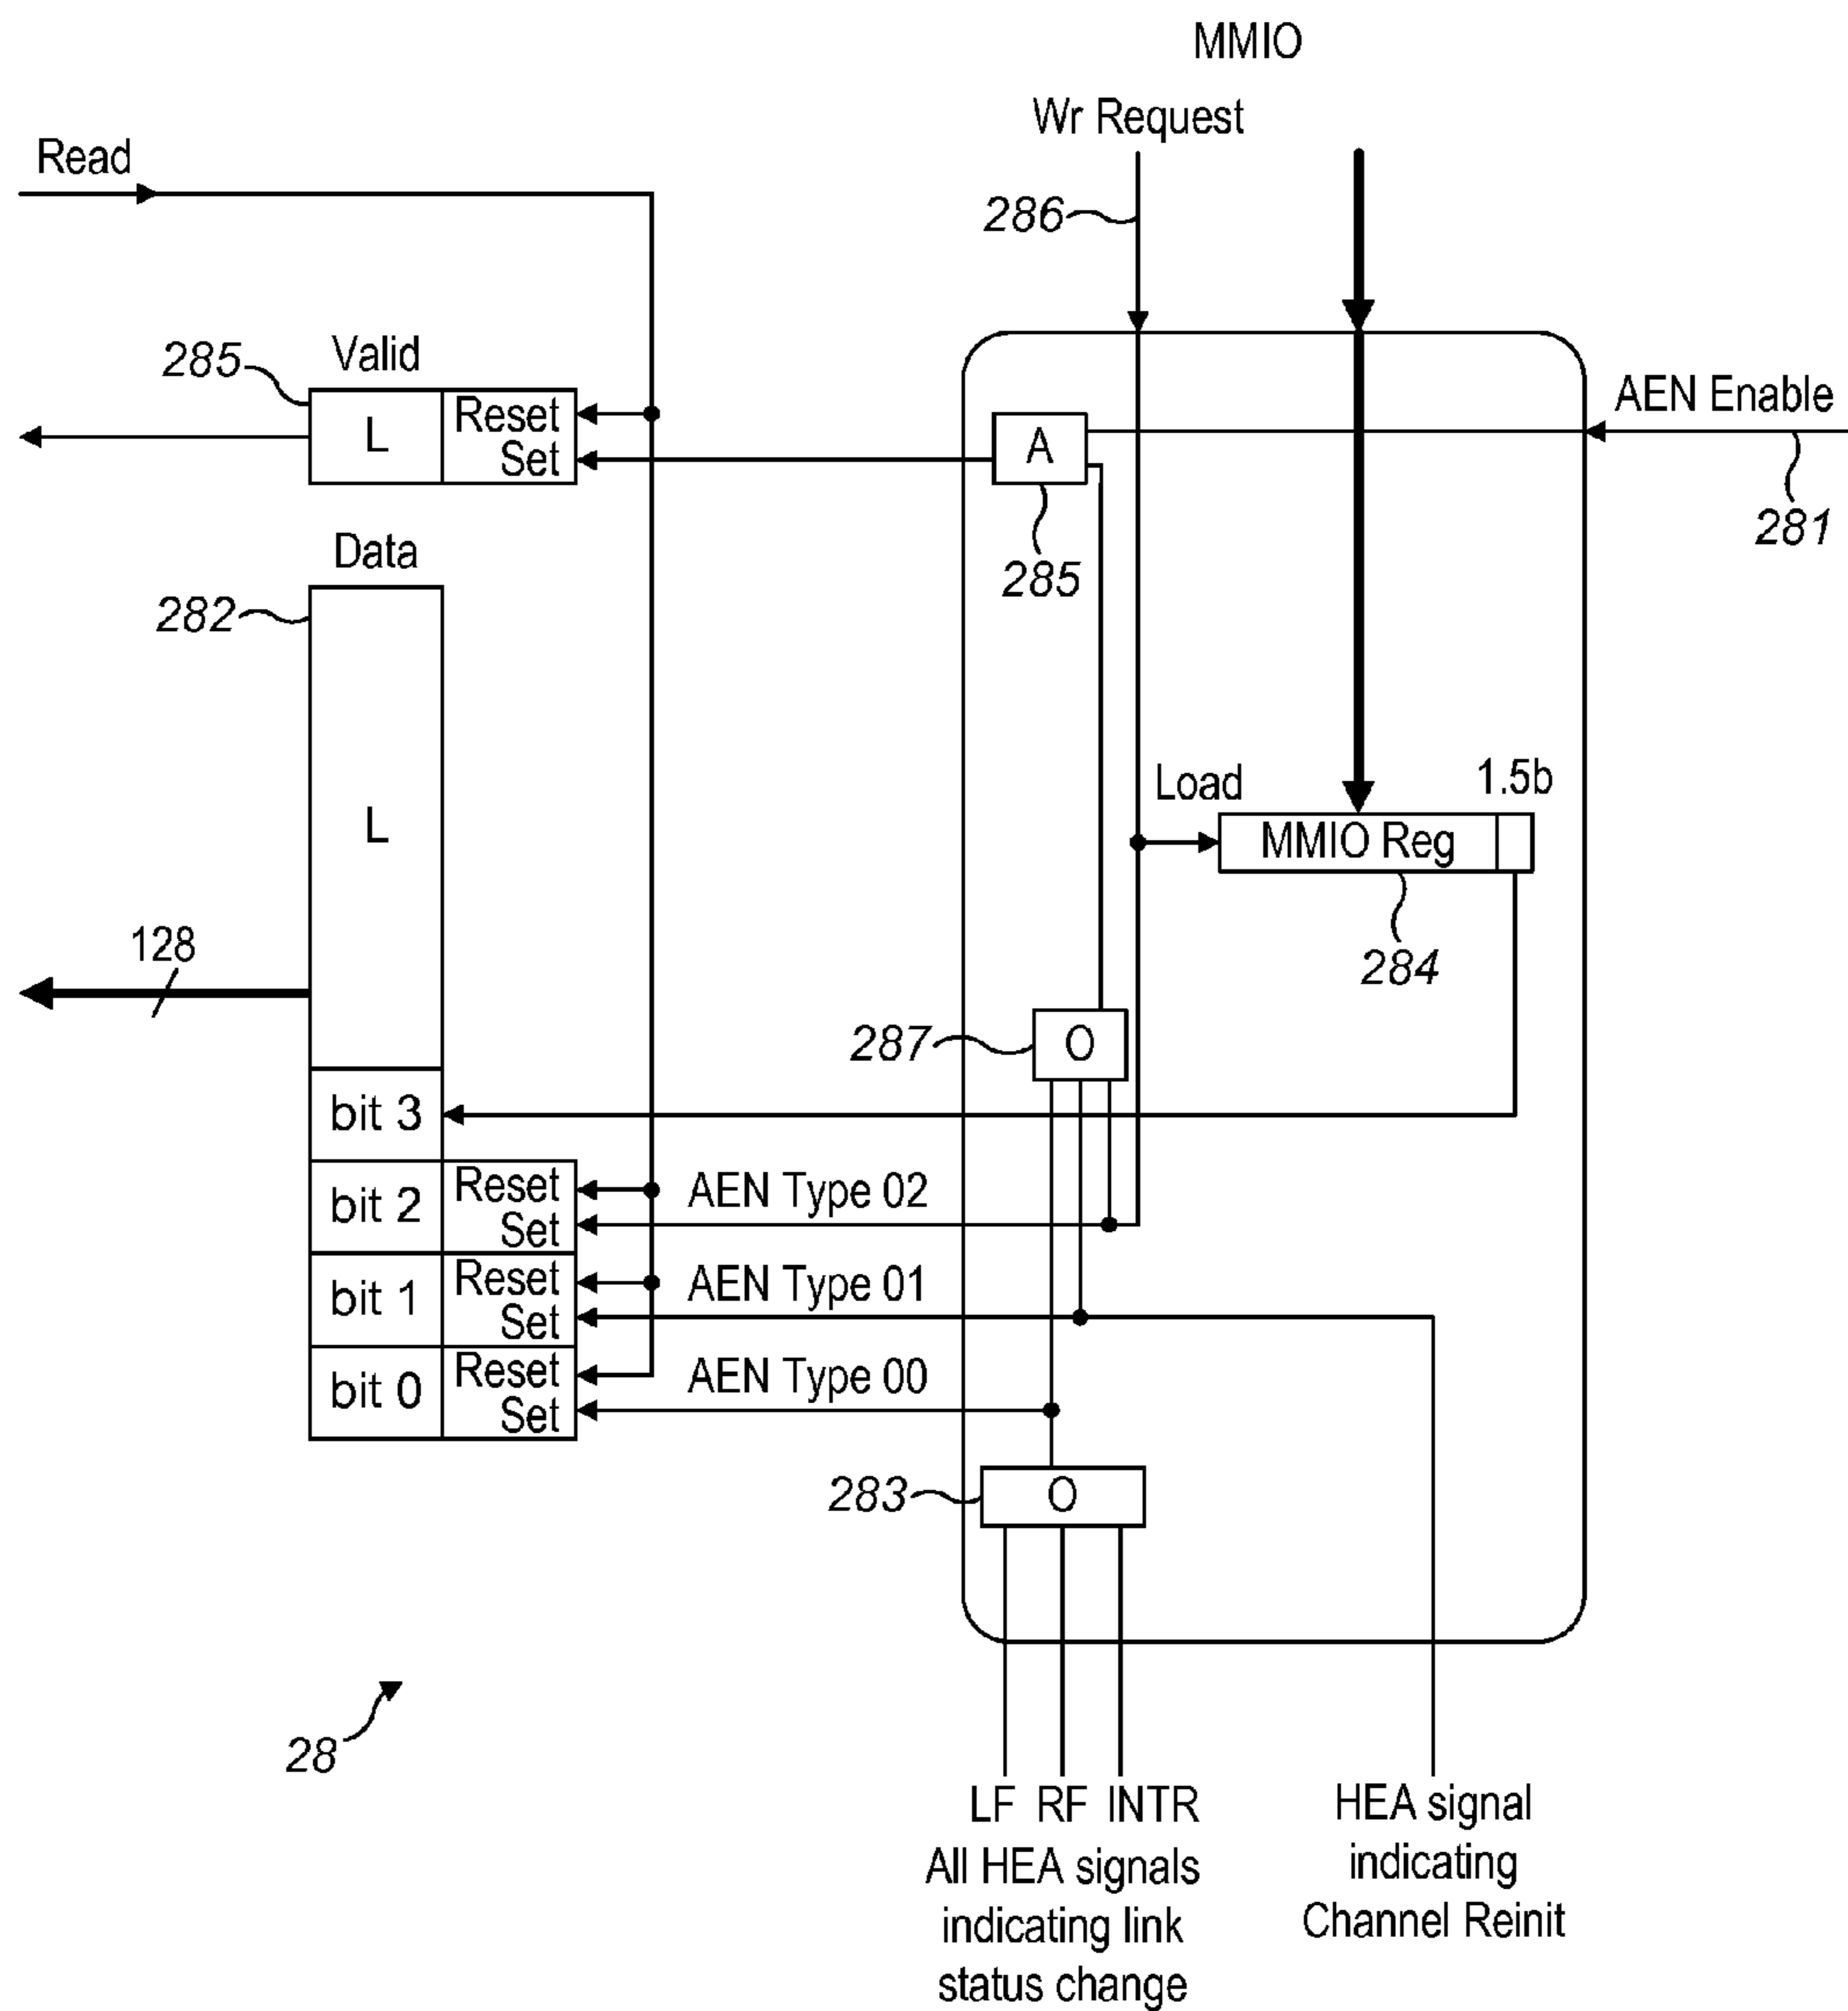 MMIO
Wr Request
Read
286
285
Valid
L
Reset
Set
A
AEN Enable
285
281
Data
282
L
Load
1.5b
MMIO Reg
284
128
287
O
bit 3
bit 2
Reset
Set
AEN Type 02
bit 1
Reset
Set
AEN Type 01
bit 0
Reset
Set
AEN Type 00
283
O
28
LF RF INTR
All HEA signals
indicating link
status change
HEA signal
indicating
Channel Reinit